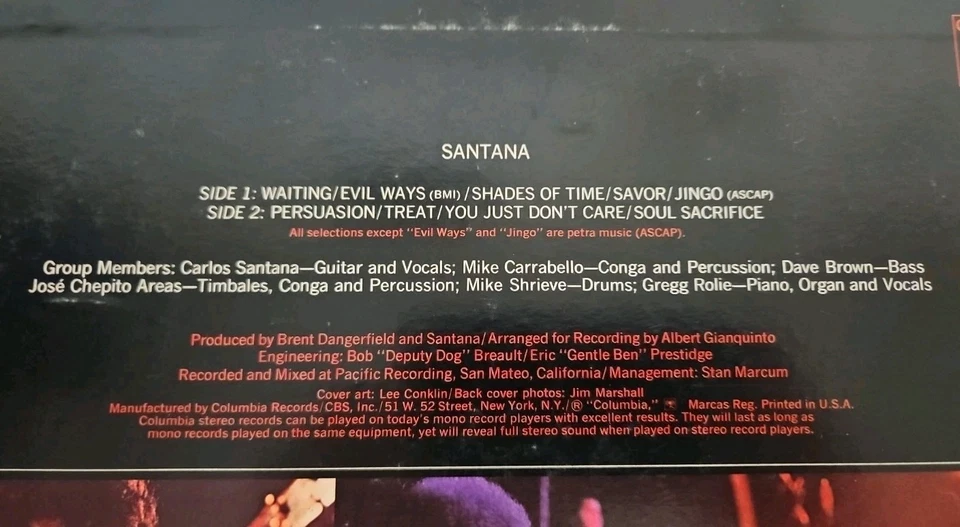 SANTANA
SIDE 1: WAITING/EVIL WAYS (BMI)/SHADES OF TIME/SAVOR/JINGO (ASCAP)
SIDE 2: PERSUASION/TREAT/YOU JUST DON'T CARE/SOUL SACRIFICE
All selections except "Evil Ways" and "Jingo" are petra music (ASCAP).
Group Members: Carlos Santana—Guitar and Vocals; Mike Carrabello—Conga and Percussion; Dave Brown—Bass
José Chepito Areas—Timbales, Conga and Percussion; Mike Shrieve—Drums; Gregg Rolie—Piano, Organ and Vocals
Produced by Brent Dangerfield and Santana/Arranged for Recording by Albert Gianquinto
Engineering: Bob "Deputy Dog" Breault/Eric "Gentle Ben" Prestidge
Recorded and Mixed at Pacific Recording, San Mateo, California/Management: Stan Marcum
Cover art: Lee Conklin/Back cover photos: Jim Marshall
Manufactured by Columbia Records/CBS, Inc./51 W. 52 Street, New York, N.Y./® "Columbia," Marcas Reg. Printed in U.S.A.
Columbia stereo records can be played on today's mono record players with excellent results. They will last as long as
mono records played on the same equipment, yet will reveal full stereo sound when played on stereo record players.